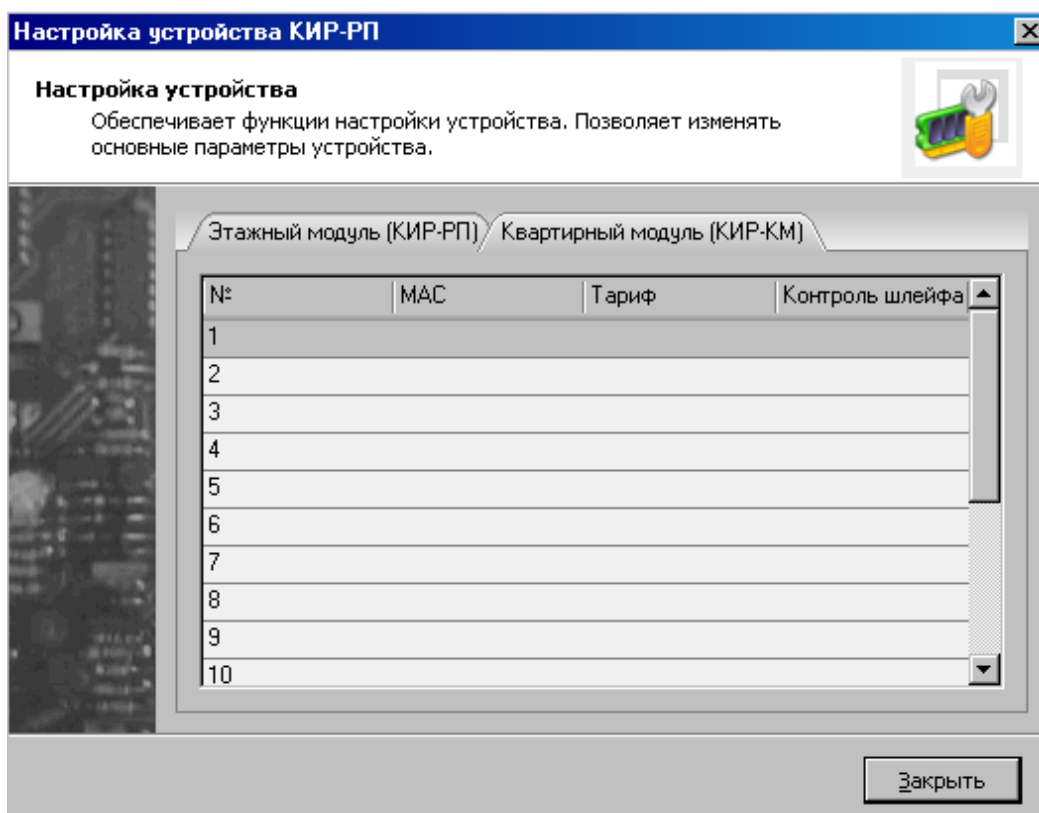 Настройка устройства КИР-РП
Настройка устройства
Обеспечивает функции настройки устройства. Позволяет изменять
основные параметры устройства.
Этажный модуль (КИР-РП) Квартирный модуль (КИР-КМ)
№ MAC Тариф Контроль шлейфа
1
2
3
4
5
6
7
8
9
10
Закрыть